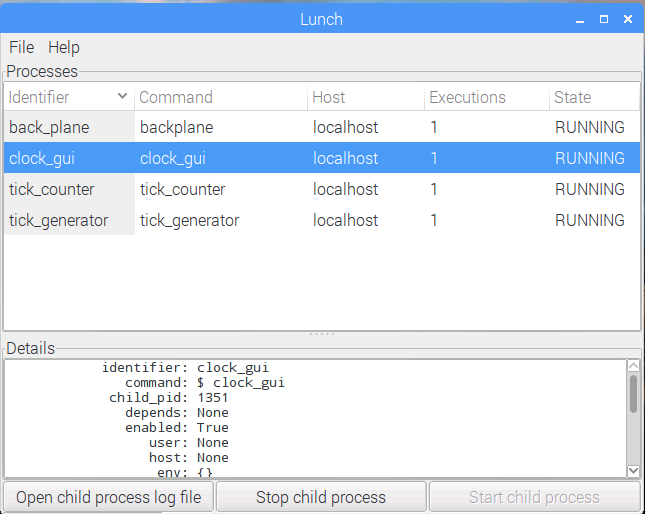 Lunch
File Help
Processes
Identifier Command Host Executions State
back_plane backplane localhost 1 RUNNING
clock_gui clock_gui localhost 1 RUNNING
tick_counter tick_counter localhost 1 RUNNING
tick_generator tick_generator localhost 1 RUNNING
Details
identifier: clock_gui
command: $ clock_gui
child_pid: 1351
depends: None
enabled: True
user: None
host: None
env: {}
Open child process log file Stop child process Start child process